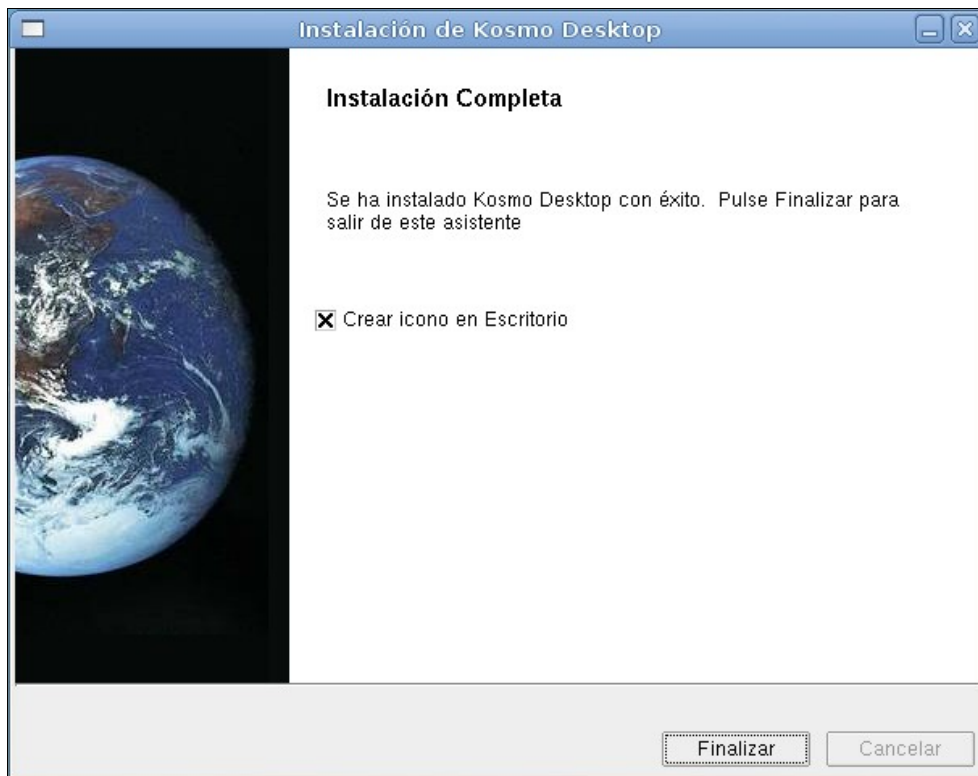 Instalación de Kosmo Desktop
Instalación Completa
Se ha instalado Kosmo Desktop con éxito. Pulse Finalizar para
salir de este asistente
Crear icono en Escritorio
Finalizar
Cancelar